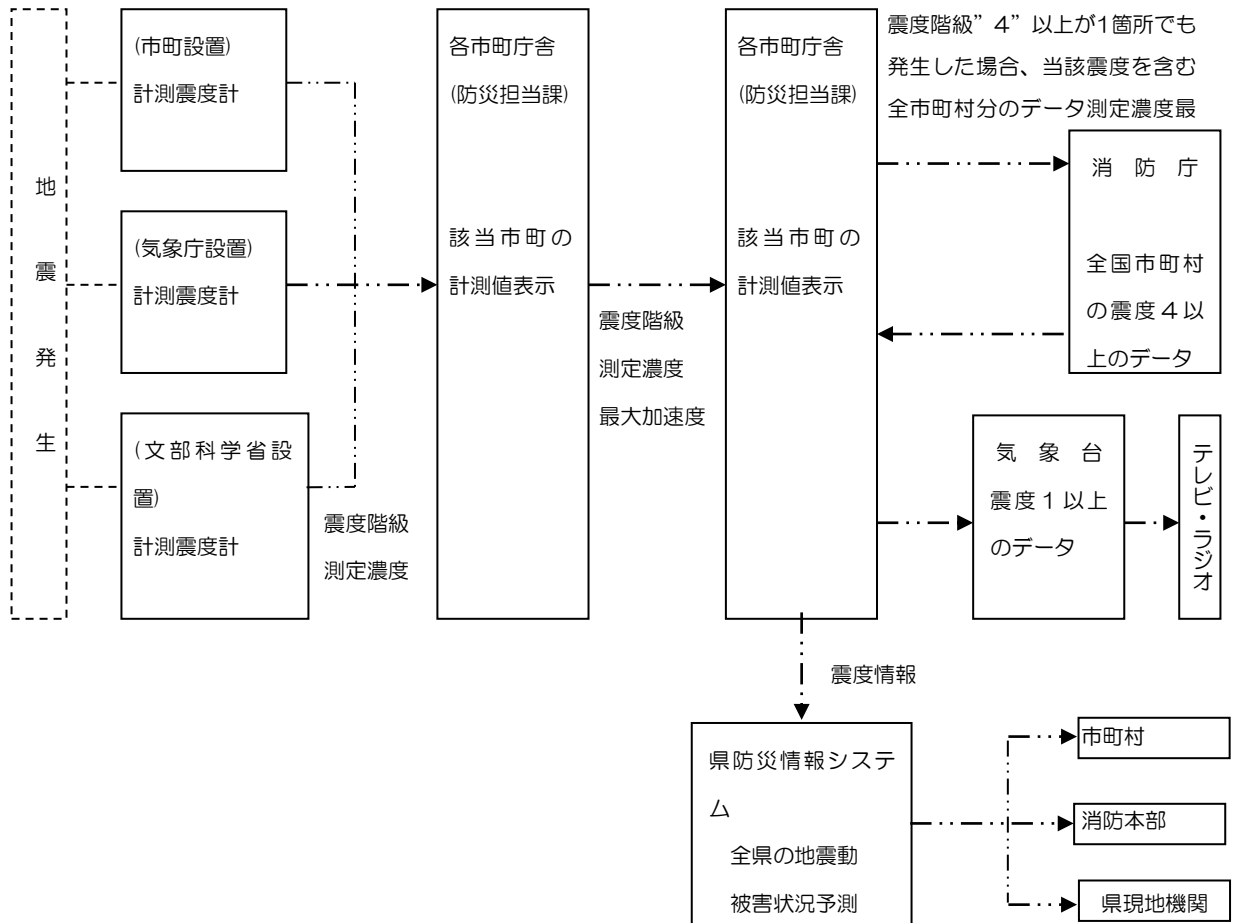 地震発生
(市町設置)
計測震度計
(気象庁設置)
計測震度計
(文部科学省設
置)
計測震度計
震度階級
測定濃度
各市町庁舎
(防災担当課)
該当市町の
計測値表示
震度階級
測定濃度
最大加速度
各市町庁舎
(防災担当課)
該当市町の
計測値表示
震度階級”4”以上が1箇所でも
発生した場合、当該震度を含む
全市町村分のデータ測定濃度最
消防庁
全国市町村
の震度4以
上のデータ
気象台
震度1以上
のデータ
テレビ・ラジオ
震度情報
県防災情報システ
ム
全県の地震動
被害状況予測
市町村
消防本部
県現地機関